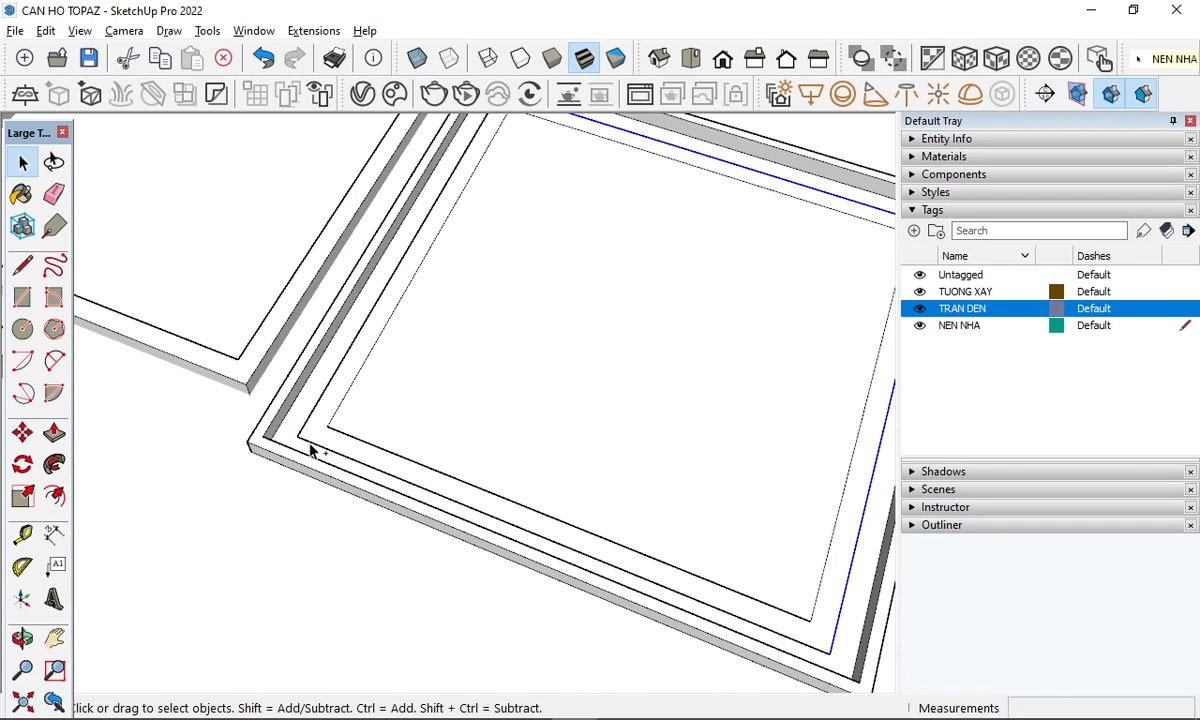 CAN HO TOPAZ - SketchUp Pro 2022
File Edit View Camera Draw Tools Window Extensions Help
NEN NHA
Large T...
Default Tray
Entity Info
Materials
Components
Styles
Tags
Search
Name Dashes
Untagged Default
TUONG XAY Default
TRAN DEN Default
NEN NHA Default
Shadows
Scenes
Instructor
Outliner
A1
Click or drag to select objects. Shift = Add/Subtract. Ctrl = Add. Shift + Ctrl = Subtract.
Measurements